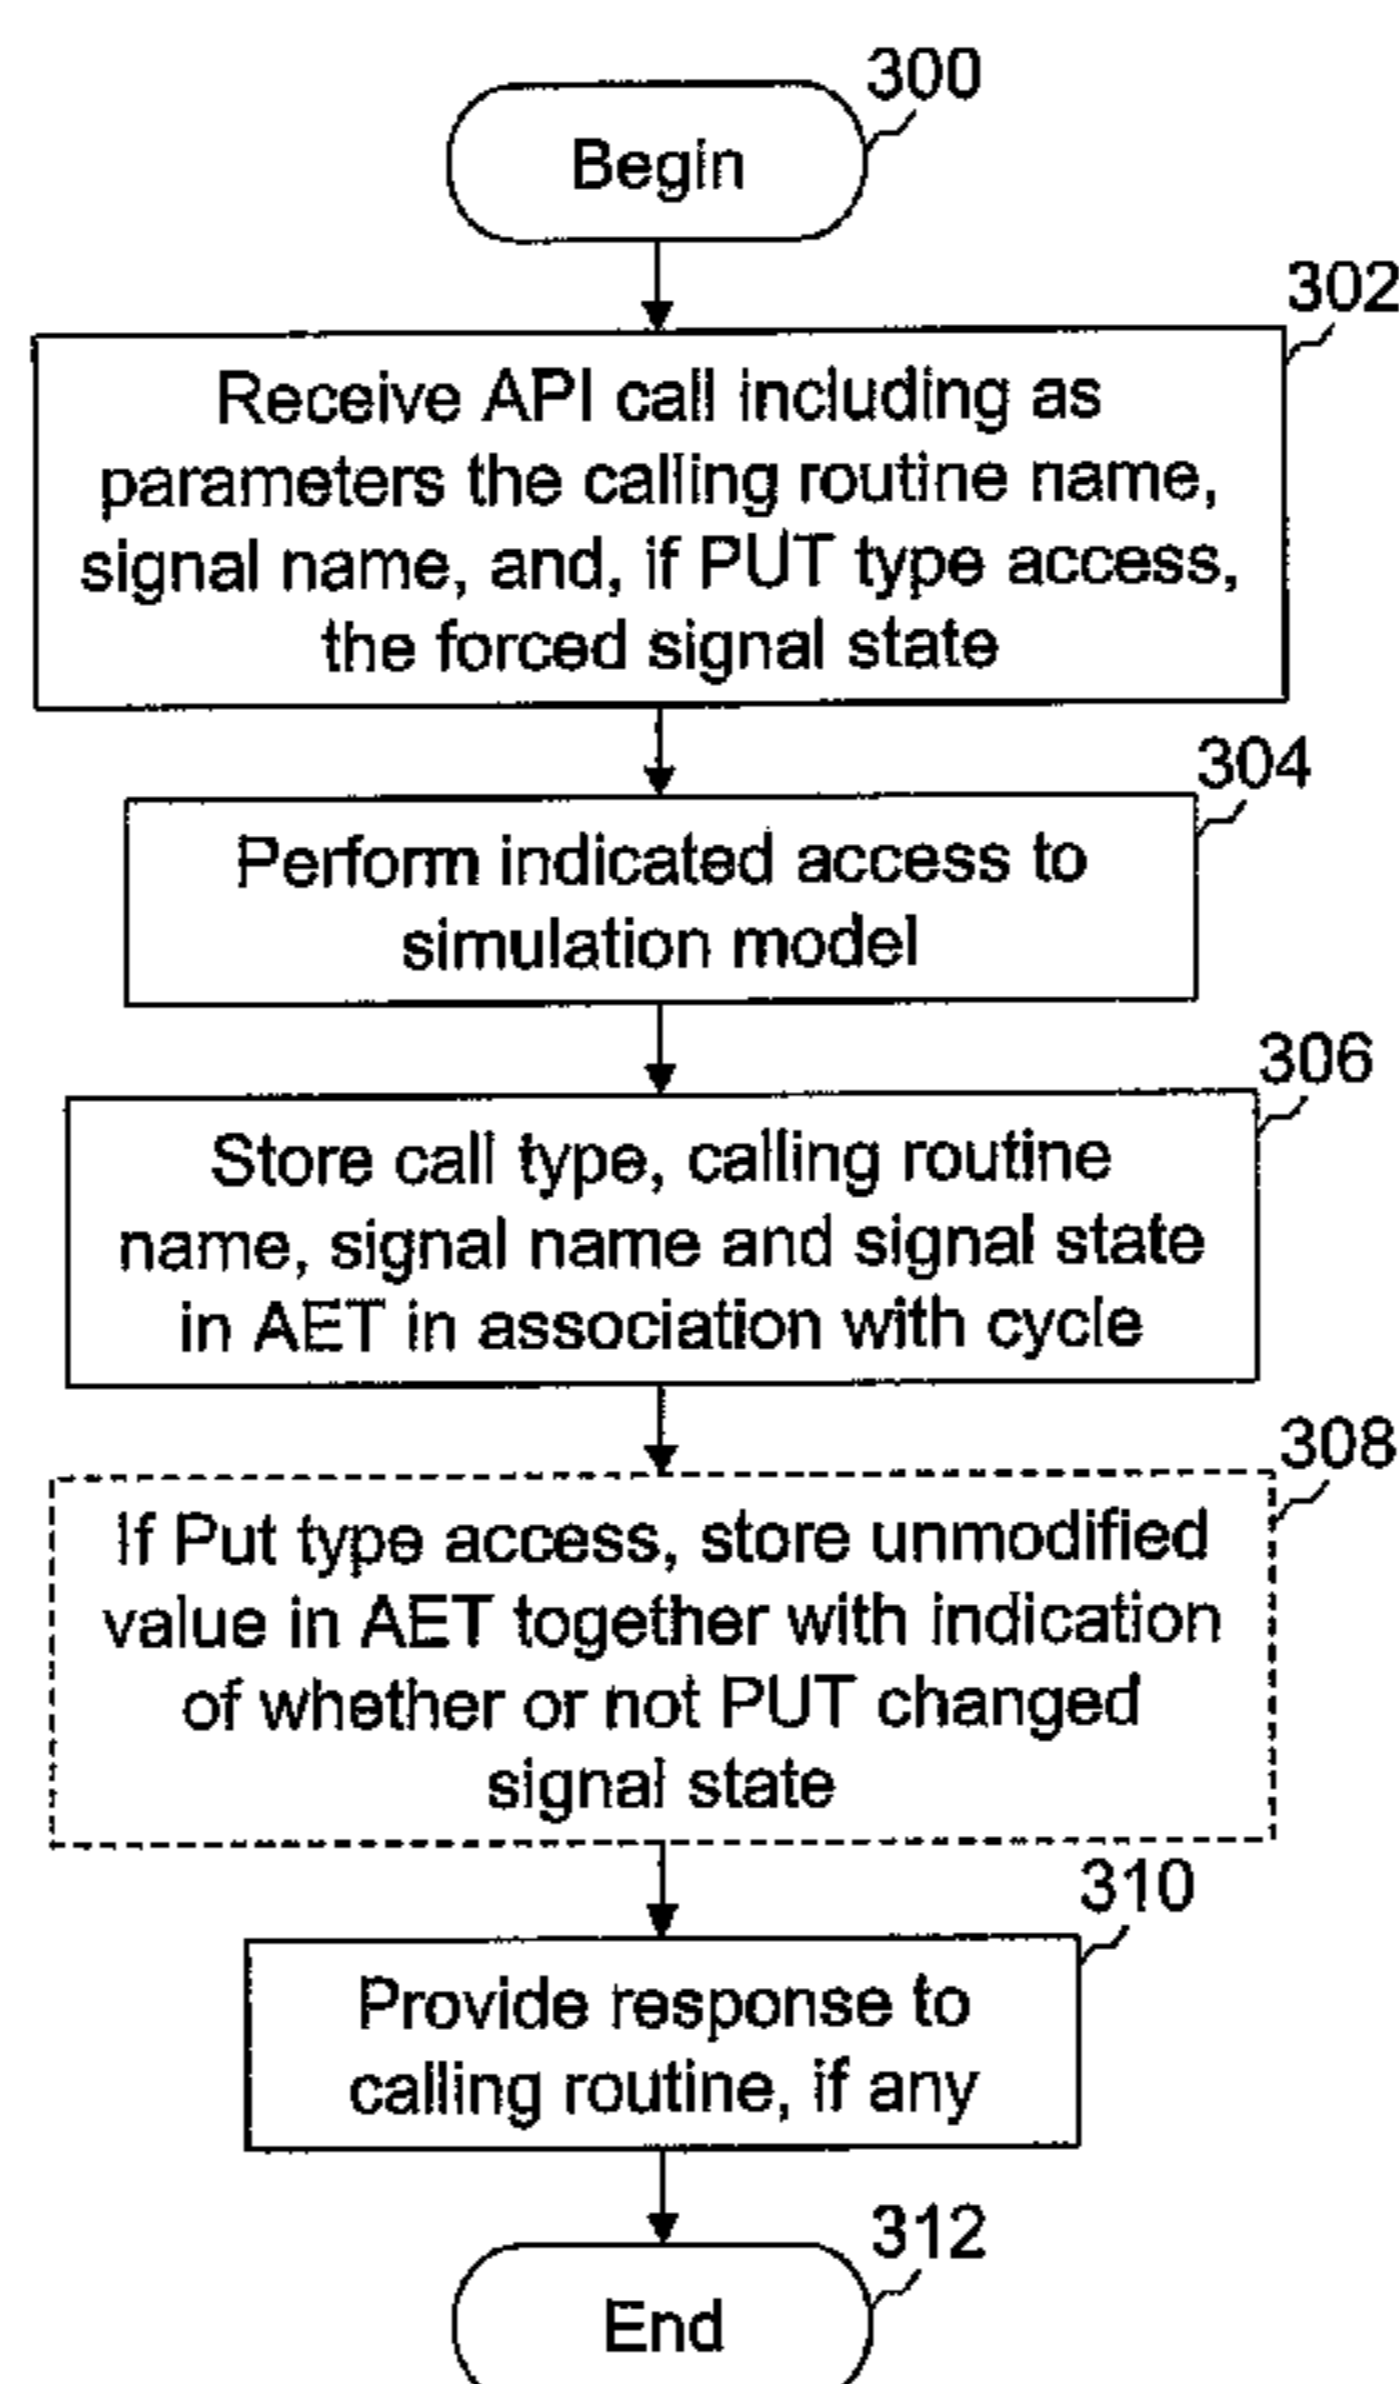 300
Begin
302
Receive API call including as
parameters the calling routine name,
signal name, and, if PUT type access,
the forced signal state
304
Perform indicated access to
simulation model
306
Store call type, calling routine
name, signal name and signal state
in AET in association with cycle
308
If Put type access, store unmodified
value in AET together with indication
of whether or not PUT changed
signal state
310
Provide response to
calling routine, if any
312
End